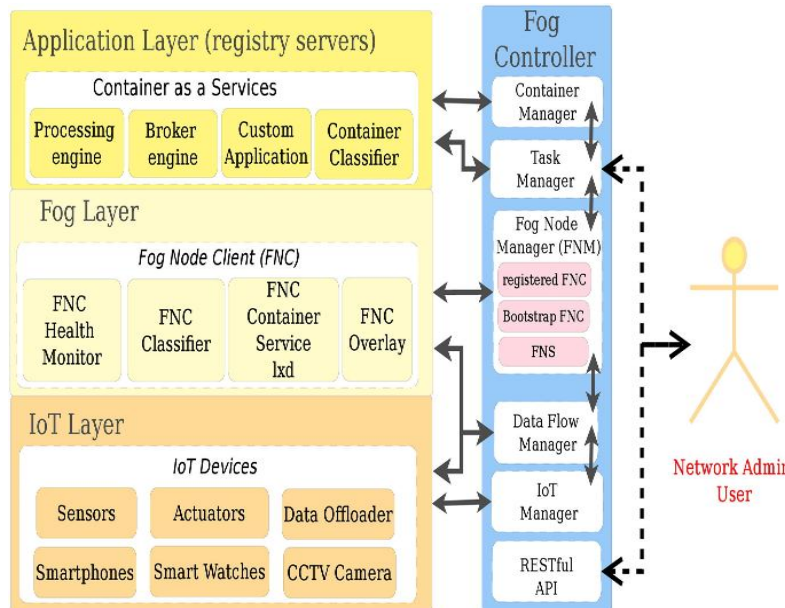 Application Layer (registry servers)
Container as a Services
Processing
engine
Broker
engine
Custom
Application
Container
Classifier
Fog Layer
Fog Node Client (FNC)
FNC
Health
Monitor
FNC
Classifier
FNC
Container
Service
lxd
FNC
Overlay
IoT Layer
IoT Devices
Sensors
Actuators
Data Offloader
Smartphones
Smart Watches
CCTV Camera
Fog
Controller
Container
Manager
Task
Manager
Fog Node
Manager (FNM)
registered FNC
Bootstrap FNC
FNS
Data Flow
Manager
IoT
Manager
RESTful
API
Network Admin
User